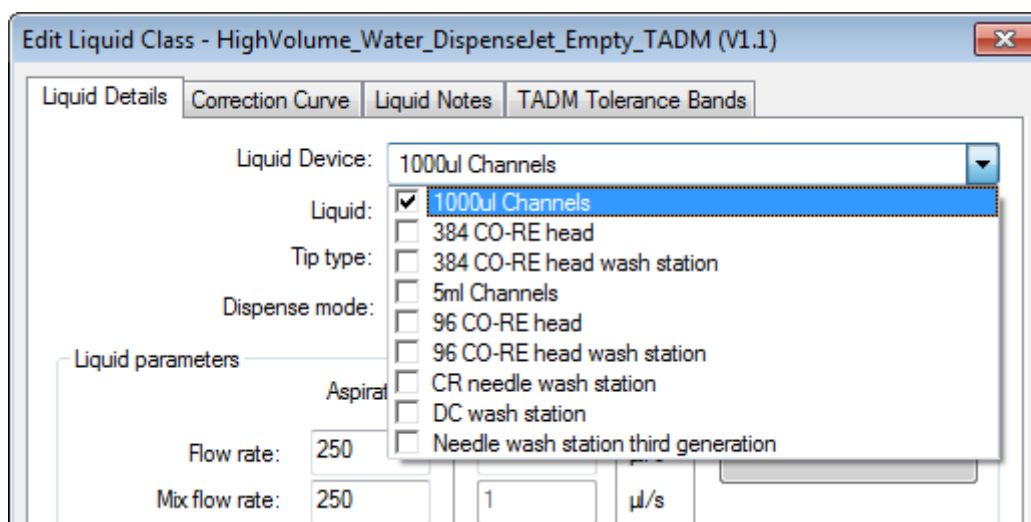 Edit Liquid Class - HighVolume_Water_DispenseJet_Empty_TADM (V1.1)
Liquid Details Correction Curve Liquid Notes TADM Tolerance Bands
Liquid Device: 1000ul Channels
Liquid: 1000ul Channels
384 CO-RE head
Tip type: 384 CO-RE head wash station
5ml Channels
Dispense mode: 96 CO-RE head
96 CO-RE head wash station
Liquid parameters
CR needle wash station
DC wash station
Flow rate: 250 Needle wash station third generation
Mix flow rate: 250 1 µl/s